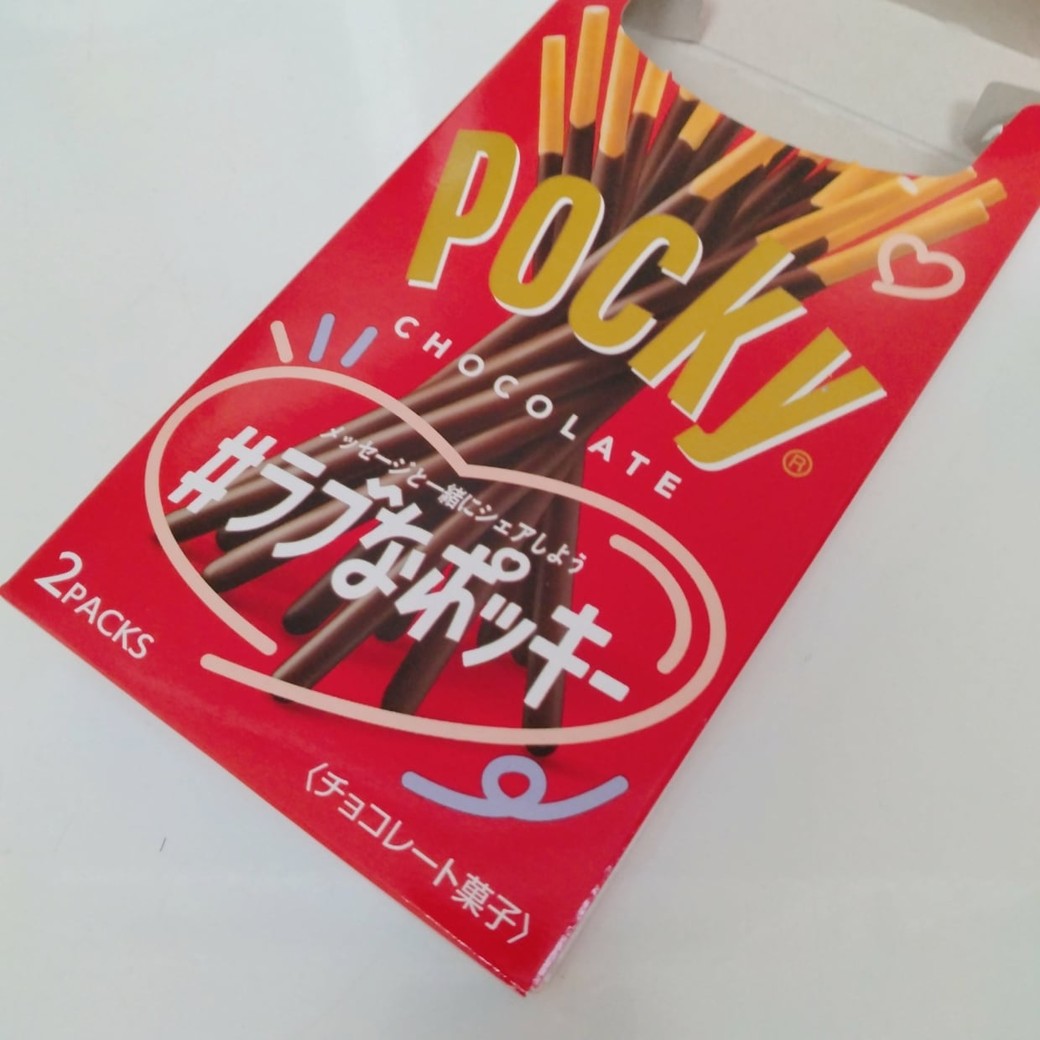 POCKY
®
CHOCOLATE
メッセージと一緒にシェアしよう
#ラブなポッキー
2PACKS
〈チョコレート菓子〉